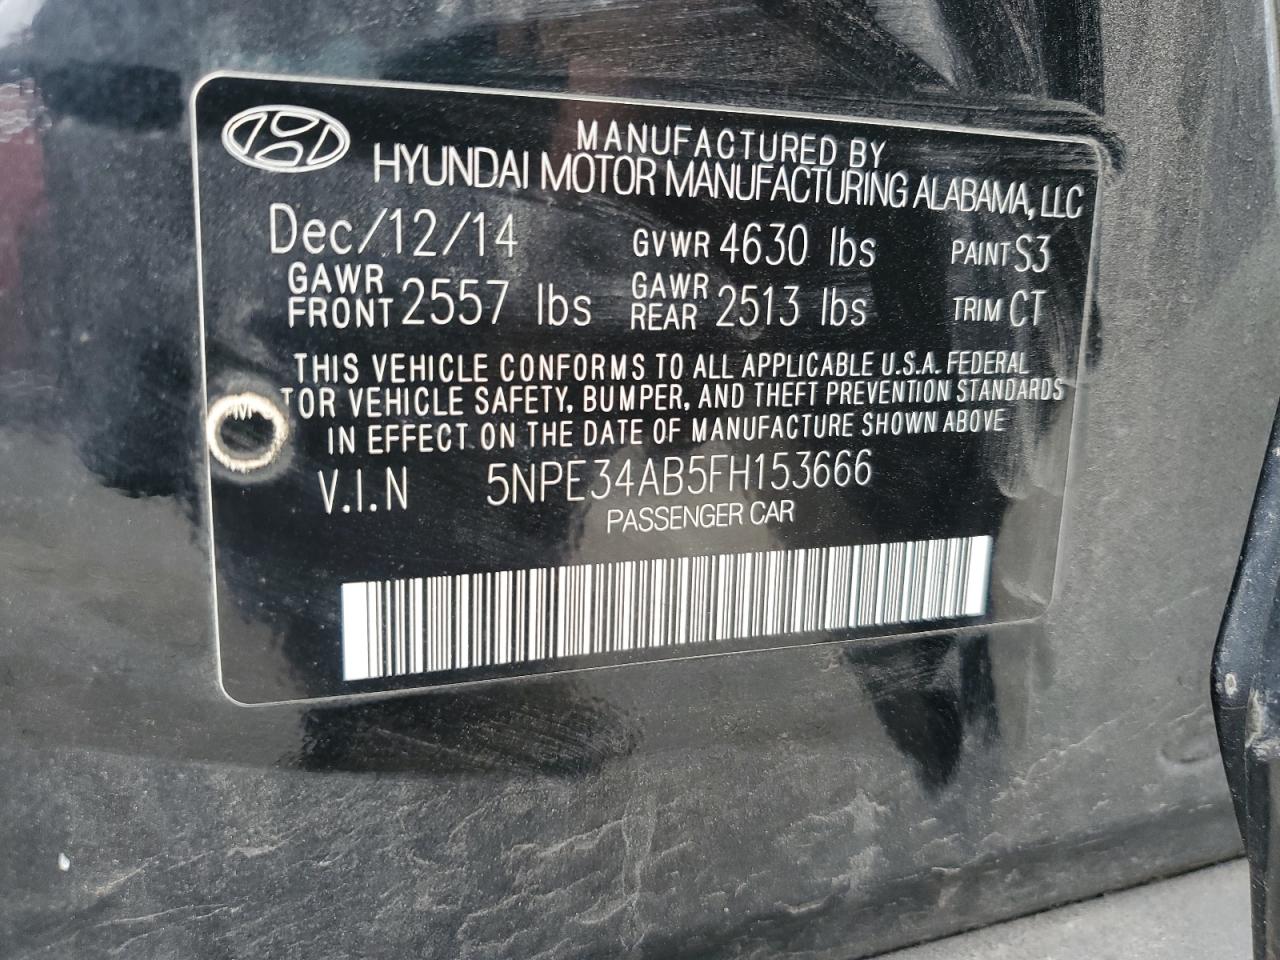 MANUFACTURED BY
HYUNDAI MOTOR MANUFACTURING ALABAMA, LLC
Dec/12/14 GVWR 4630 lbs PAINT S3
GAWR FRONT 2557 lbs GAWR REAR 2513 lbs TRIM CT
THIS VEHICLE CONFORMS TO ALL APPLICABLE U.S.A. FEDERAL
TOR VEHICLE SAFETY, BUMPER, AND THEFT PREVENTION STANDARDS
IN EFFECT ON THE DATE OF MANUFACTURE SHOWN ABOVE
V.I.N 5NPE34AB5FH153666
PASSENGER CAR